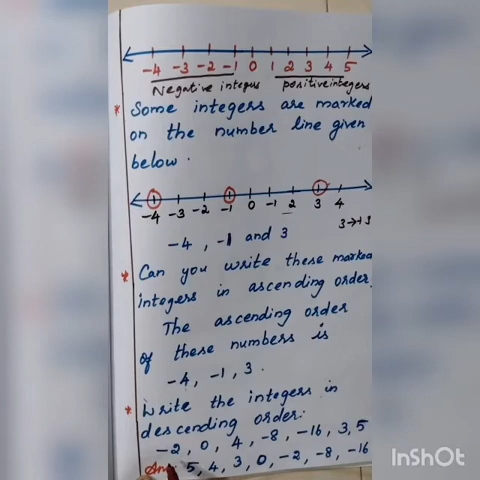 -4 -3 -2 -1 0 1 2 3 4 5
Negative integers positive integers
* Some integers are marked
on the number line given
below.
-4 -3 -2 -1 0 -1 2 3 4
3→+3
-4, -1 and 3
* Can you write these marked
integers in ascending order.
The ascending order
of these numbers is
-4, -1, 3.
* Write the integers in
descending order:
-2, 0, 4, -8, -16, 3, 5
Ans: 5, 4, 3, 0, -2, -8, -16
InShOt